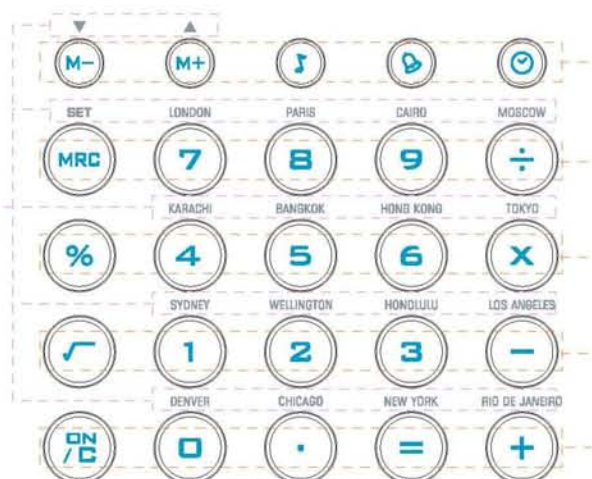 ▼ ▲
M- M+
SET LONDON PARIS CAIRO MOSCOW
MRC 7 8 9 ÷
KARACHI BANGKOK HONG KONG TOKYO
% 4 5 6 X
SYDNEY WELLINGTON HONOLULU LOS ANGELES
√ 1 2 3 -
DENVER CHICAGO NEW YORK RIO DE JANEIRO
ON/C 0 . = +